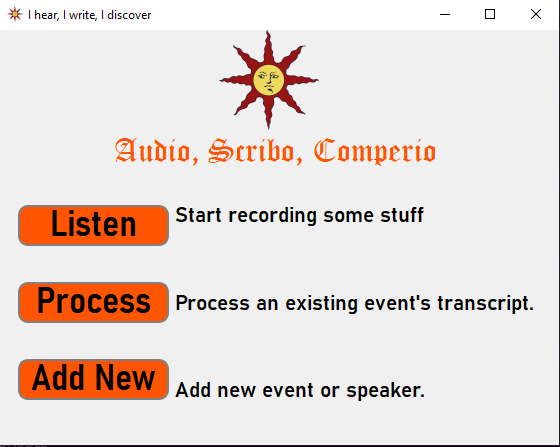 I hear, I write, I discover
Audio, Scribo, Comperio
Listen Start recording some stuff
Process Process an existing event's transcript.
Add New Add new event or speaker.